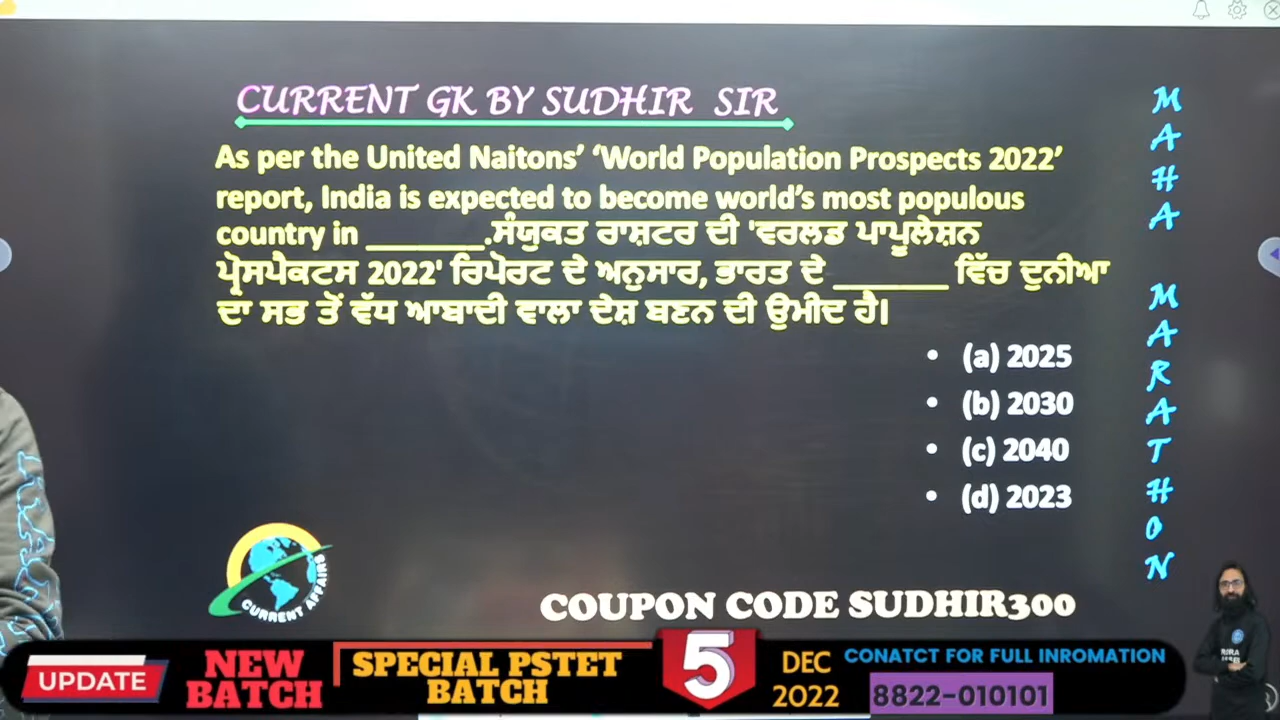 CURRENT GK BY SUDHIR SIR
As per the United Naitons’ ‘World Population Prospects 2022’
report, India is expected to become world’s most populous
country in ________.ਸੰਯੁਕਤ ਰਾਸ਼ਟਰ ਦੀ 'ਵਰਲਡ ਪਾਪੂਲੇਸ਼ਨ
ਪ੍ਰੋਸਪੈਕਟਸ 2022' ਰਿਪੋਰਟ ਦੇ ਅਨੁਸਾਰ, ਭਾਰਤ ਦੇ ________ ਵਿੱਚ ਦੁਨੀਆ
ਦਾ ਸਭ ਤੋਂ ਵੱਧ ਆਬਾਦੀ ਵਾਲਾ ਦੇਸ਼ ਬਣਨ ਦੀ ਉਮੀਦ ਹੈ।
• (a) 2025
• (b) 2030
• (c) 2040
• (d) 2023
MAHA MARATHON
CURRENT AFFAIRS
COUPON CODE SUDHIR300
UPDATE
NEW
BATCH
SPECIAL PSTET
BATCH
5
DEC
2022
CONATCT FOR FULL INROMATION
8822-010101